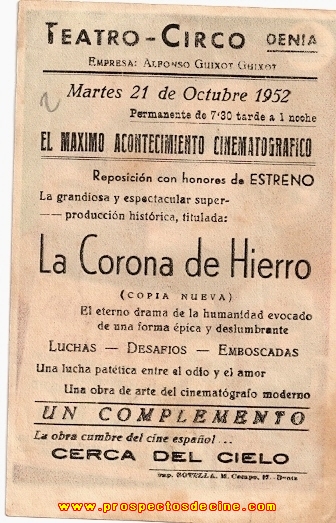 TEATRO-CIRCO DENIA
EMPRESA: ALFONSO GUIXOT GUIXOT
Martes 21 de Octubre 1952
Permanente de 7'30 tarde a 1 noche
EL MAXIMO ACONTECIMIENTO CINEMATOGRAFICO
Reposición con honores de ESTRENO
La grandiosa y espectacular super-
—producción histórica, titulada:
La Corona de Hierro
(COPIA NUEVA)
El eterno drama de la humanidad evocado
de una forma épica y deslumbrante
LUCHAS — DESAFIOS — EMBOSCADAS
Una lucha patética entre el odio y el amor
Una obra de arte del cinematógrafo moderno
UN COMPLEMENTO
La obra cumbre del cine español...
CERCA DEL CIELO
Imp. BOTELLA. M. Campo, - Denia
www.prospectosdecine.com